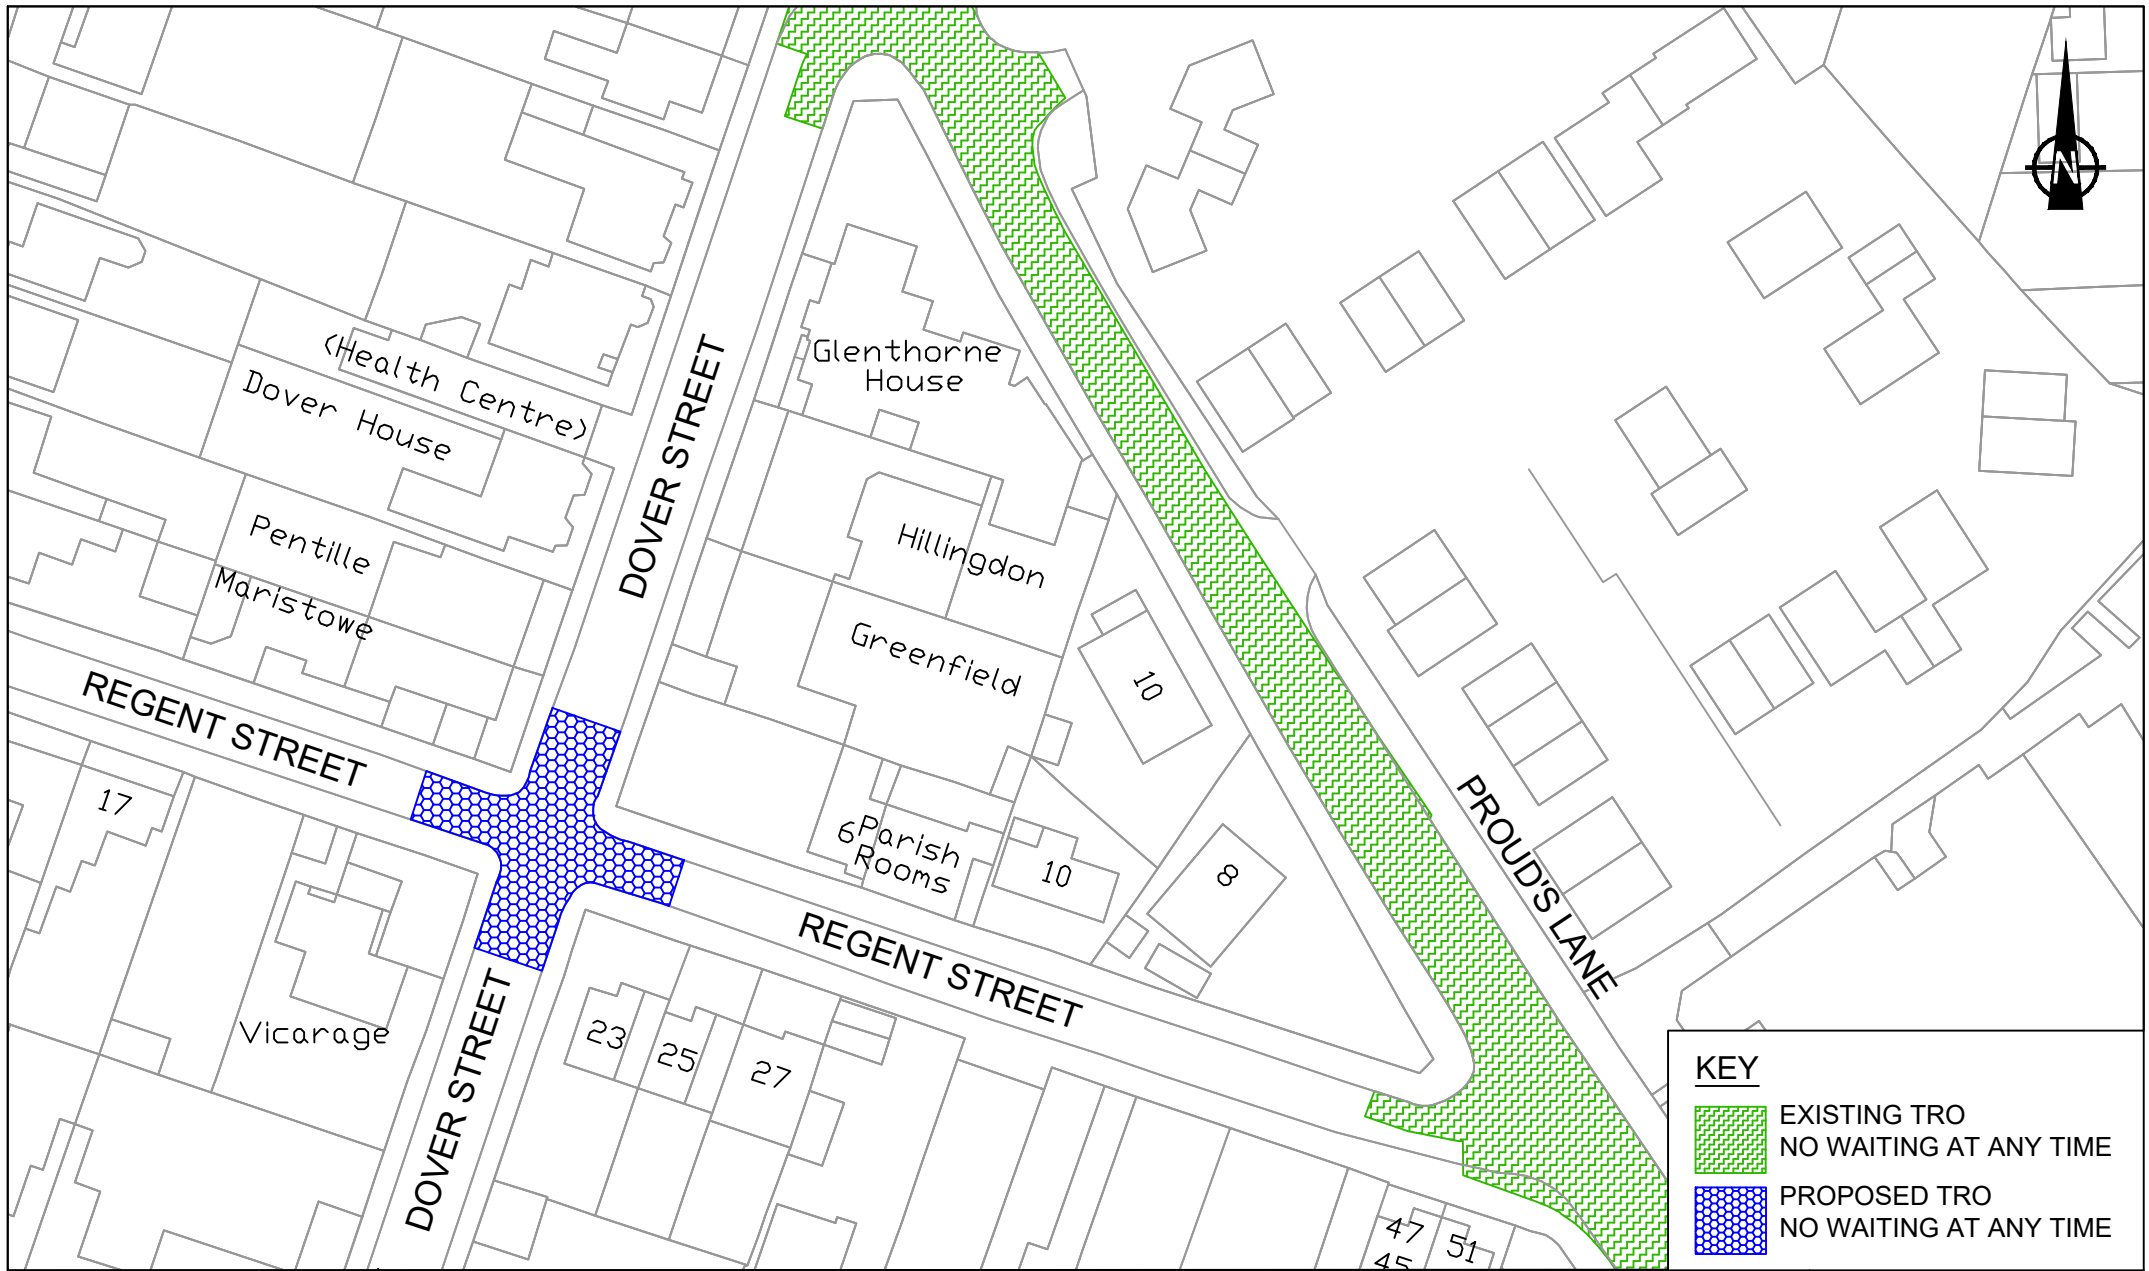 N
Glenthorne
House
(Health Centre)
Dover House
DOVER STREET
Pentille
Hillingdon
Maristowe
Greenfield
10
REGENT STREET
17
6
Parish
Rooms
10
8
PROUD'S LANE
REGENT STREET
Vicarage
DOVER STREET
23
25
27
47
45
51
KEY
EXISTING TRO
NO WAITING AT ANY TIME
PROPOSED TRO
NO WAITING AT ANY TIME